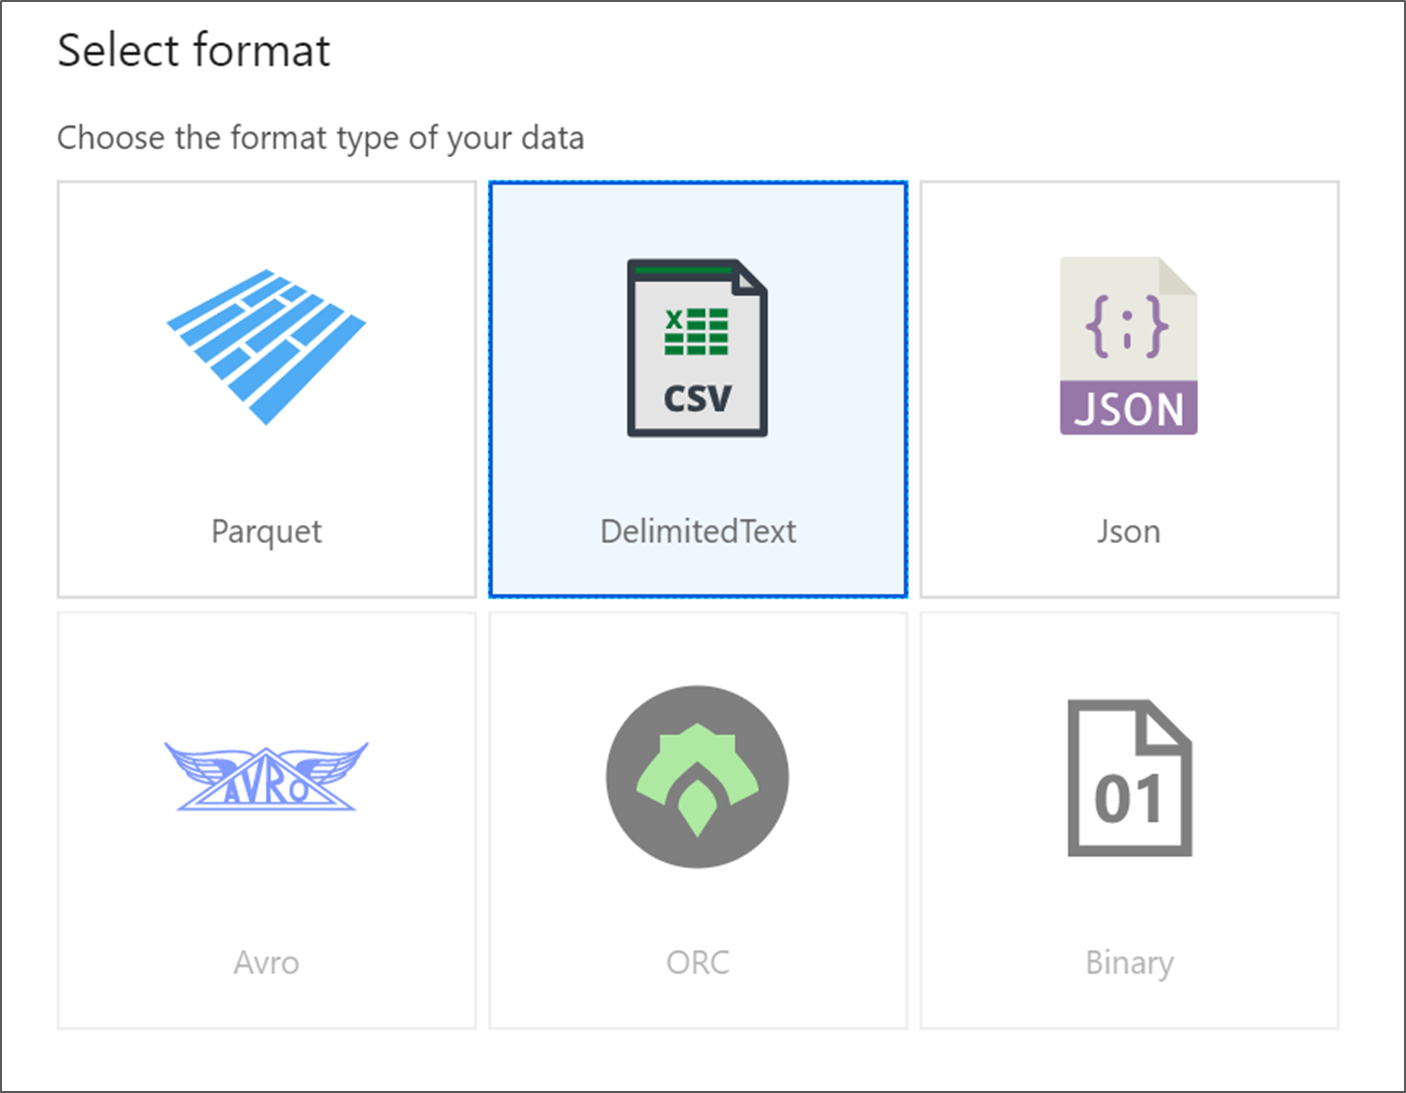 Select format
Choose the format type of your data
X
CSV
{;}
JSON
Parquet
DelimitedText
Json
AVRO
01
Avro
ORC
Binary